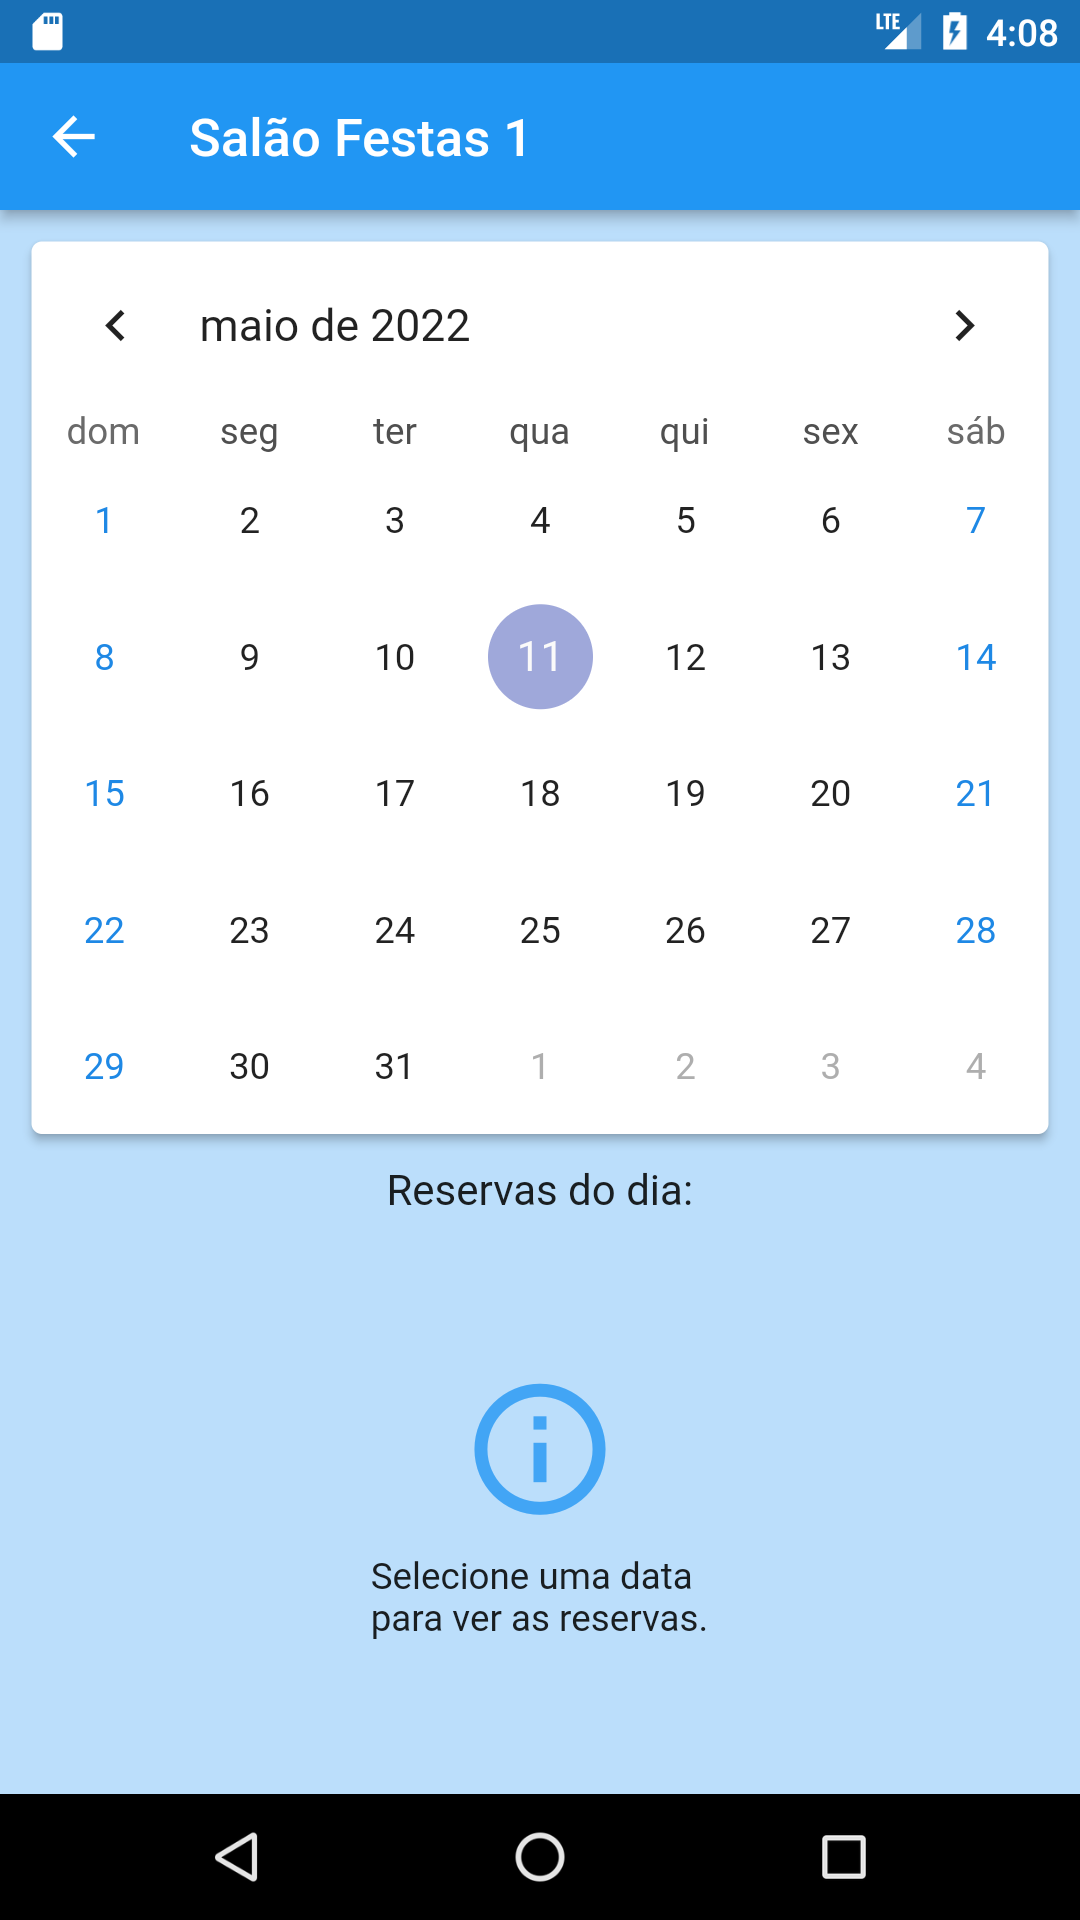 LTE 4:08
Salão Festas 1
maio de 2022
dom seg ter qua qui sex sáb
1 2 3 4 5 6 7
8 9 10 11 12 13 14
15 16 17 18 19 20 21
22 23 24 25 26 27 28
29 30 31 1 2 3 4
Reservas do dia:
Selecione uma data
para ver as reservas.